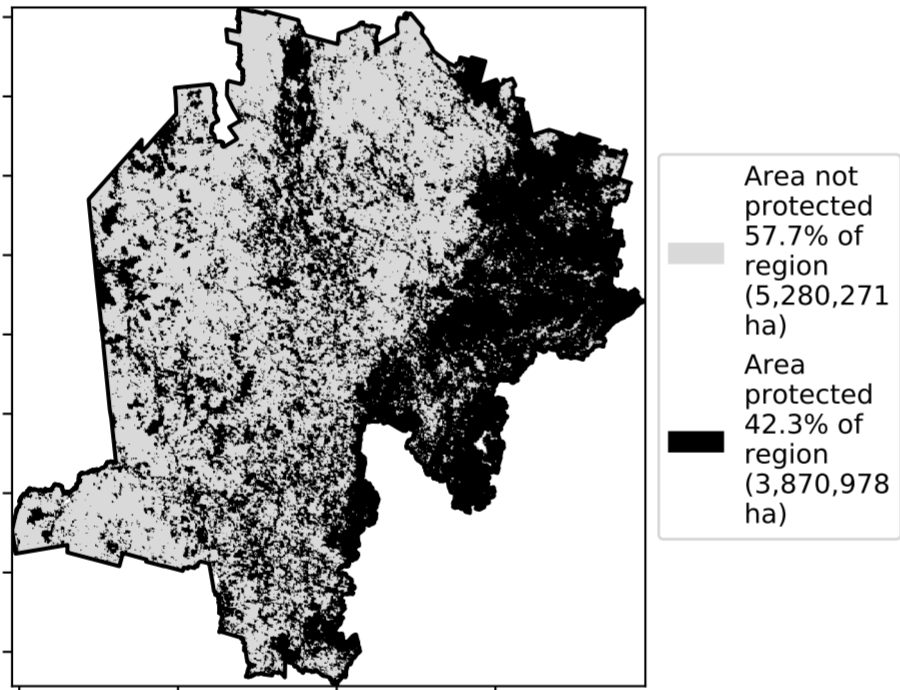 Area not
protected
57.7% of
region
(5,280,271
ha)
Area
protected
42.3% of
region
(3,870,978
ha)